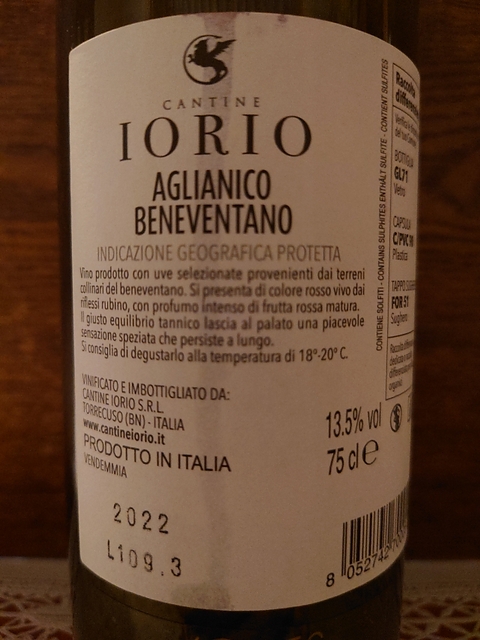 CANTINE
IORIO
AGLIANICO
BENEVENTANO
INDICAZIONE GEOGRAFICA PROTETTA
Vino prodotto con uve selezionate provenienti dai terreni
collinari del beneventano. Si presenta di colore rosso vivo dai
riflessi rubino, con profumo intenso di frutta rossa matura.
Il giusto equilibrio tannico lascia al palato una piacevole
sensazione speziata che persiste a lungo.
Si consiglia di degustarlo alla temperatura di 18°-20° C.
VINIFICATO E IMBOTTIGLIATO DA:
CANTINE IORIO S.R.L.
TORRECUSO (BN) - ITALIA
www.cantineiorio.it
PRODOTTO IN ITALIA
VENDEMMIA
2022
L109.3
13.5% vol
75 cl e
CONTIENE SOLFITI - CONTAINS SULPHITES ENTHÄLT SULFITE - CONTIENT SULFITES
Raccolta
BOTTIGLIA
GL71
Vetro
CAPSULA
C/PVC
Plastica
TAPPO
FOR 51
Sughero
8 052742